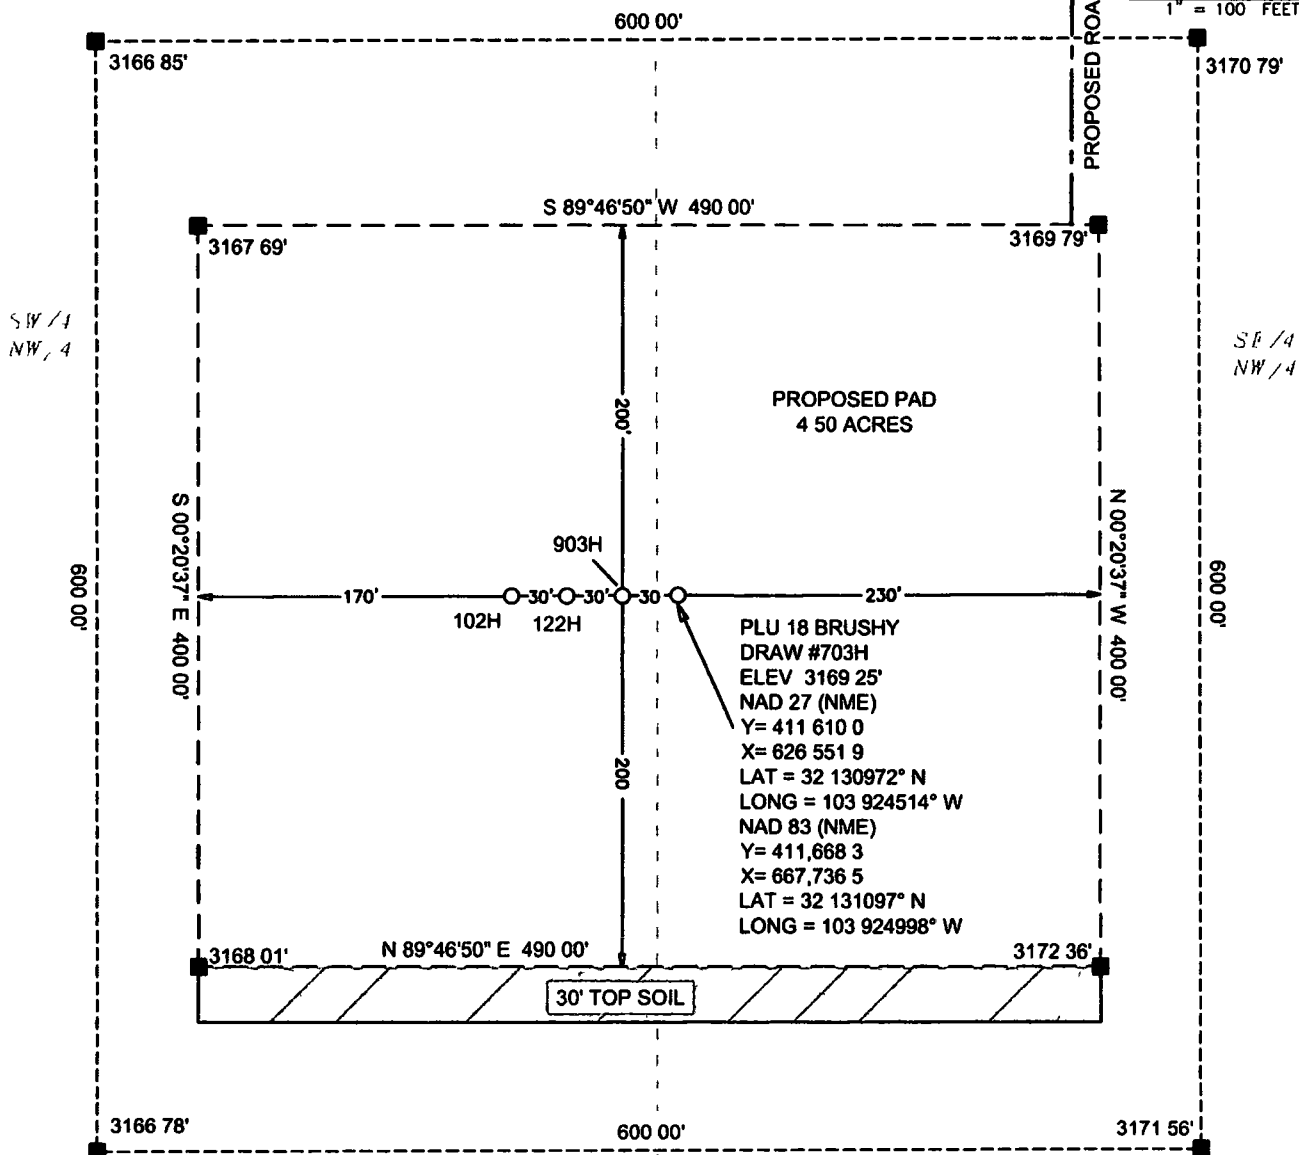 1" = 100 FEET
600 00'
3166 85'
3170 79'
PROPOSED ROA
S 89°46'50" W 490 00'
3167 69'
3169 79'
SW/4
NW/4
SE/4
NW/4
PROPOSED PAD
4 50 ACRES
200'
S 00°20'37" E 400 00'
N 00°20'37" W 400 00'
600 00'
600 00'
903H
170'
30'
30'
30
230'
102H
122H
PLU 18 BRUSHY
DRAW #703H
ELEV 3169 25'
NAD 27 (NME)
Y= 411 610 0
X= 626 551 9
LAT = 32 130972° N
LONG = 103 924514° W
NAD 83 (NME)
Y= 411,668 3
X= 667,736 5
LAT = 32 131097° N
LONG = 103 924998° W
200
3168 01'
N 89°46'50" E 490 00'
3172 36'
30' TOP SOIL
3166 78'
600 00'
3171 56'